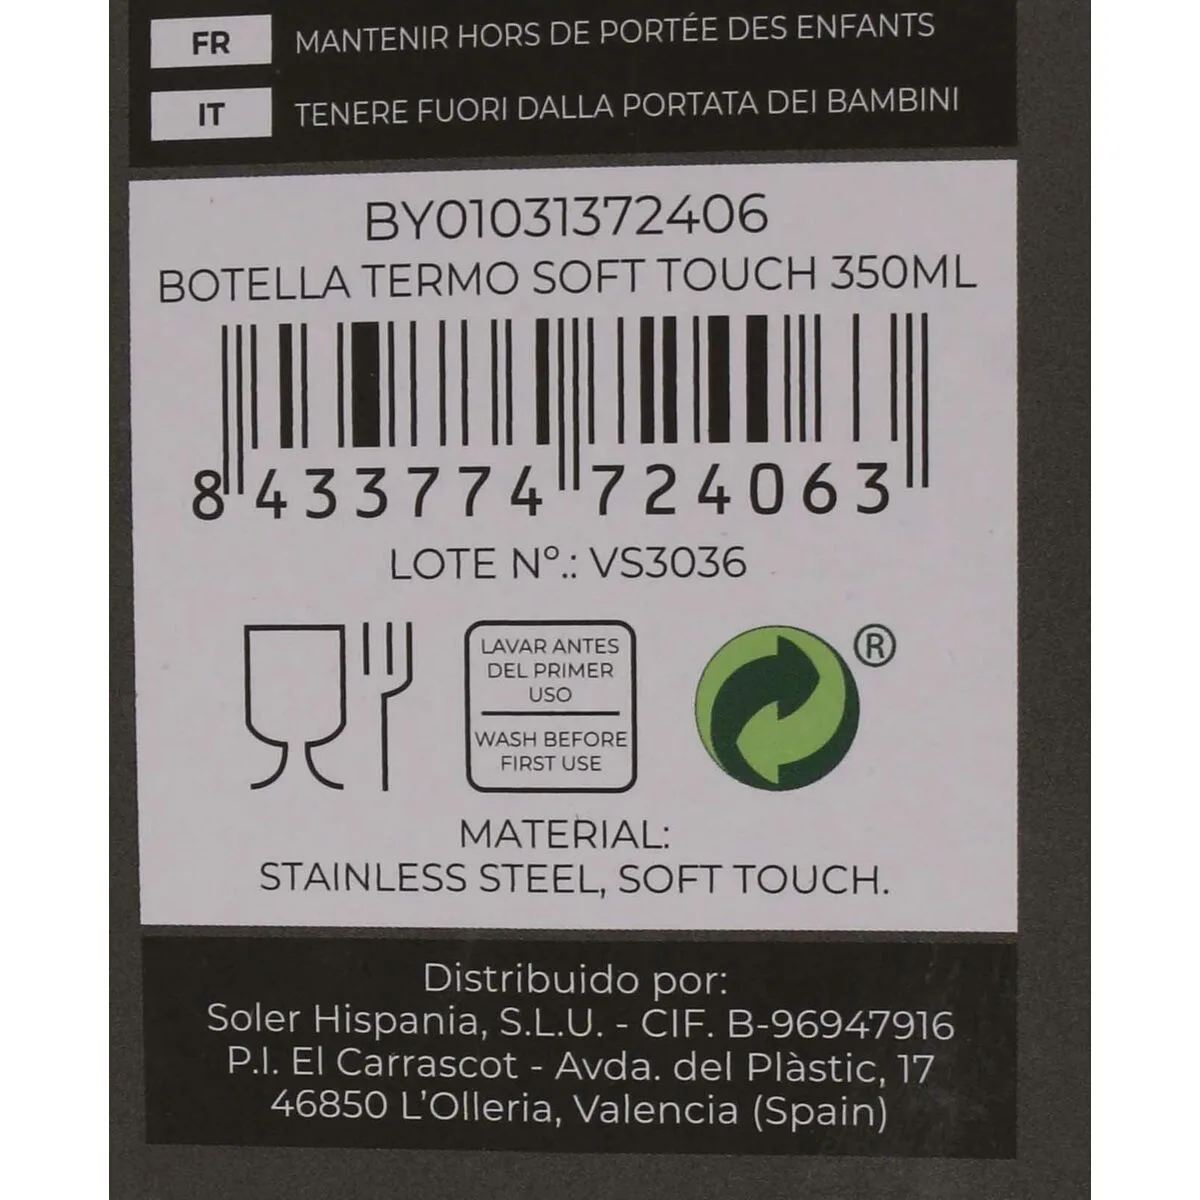 FR MANTENIR HORS DE PORTÉE DES ENFANTS
IT TENERE FUORI DALLA PORTATA DEI BAMBINI
BY01031372406
BOTELLA TERMO SOFT TOUCH 350ML
8 433774 724063
LOTE Nº.: VS3036
LAVAR ANTES
DEL PRIMER
USO
WASH BEFORE
FIRST USE
®
MATERIAL:
STAINLESS STEEL, SOFT TOUCH.
Distribuido por:
Soler Hispania, S.L.U. - CIF. B-96947916
P.I. El Carrascot - Avda. del Plàstic, 17
46850 L'Olleria, Valencia (Spain)